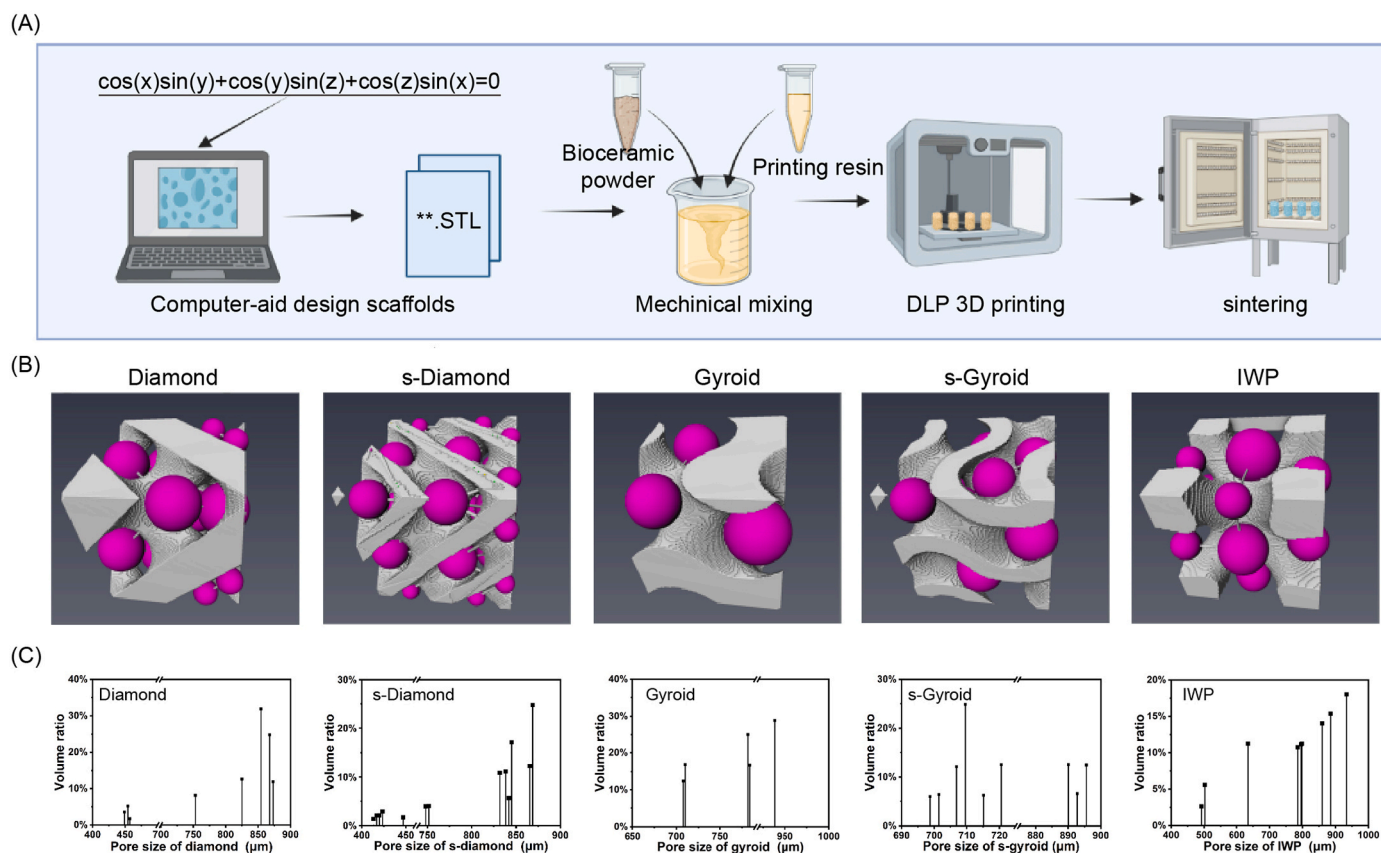 (A)
cos(x)sin(y)+cos(y)sin(z)+cos(z)sin(x)=0
Bioceramic
powder
Printing resin
**.STL
Computer-aid design scaffolds
Mechinical mixing
DLP 3D printing
sintering
(B)
Diamond
s-Diamond
Gyroid
s-Gyroid
IWP
(C)
Diamond
Volume ratio
40%
30%
20%
10%
0%
400
450
750
800
850
900
Pore size of diamond (μm)
s-Diamond
Volume ratio
30%
20%
10%
0%
400
450
750
800
850
900
Pore size of s-diamond (μm)
Gyroid
Volume ratio
40%
30%
20%
10%
0%
650
700
750
800
950
1000
Pore size of gyroid (μm)
s-Gyroid
Volume ratio
30%
20%
10%
0%
690
700
710
720
880
890
900
Pore size of s-gyroid (μm)
IWP
Volume ratio
20%
15%
10%
5%
0%
400
500
600
700
800
900
1000
Pore size of IWP (μm)